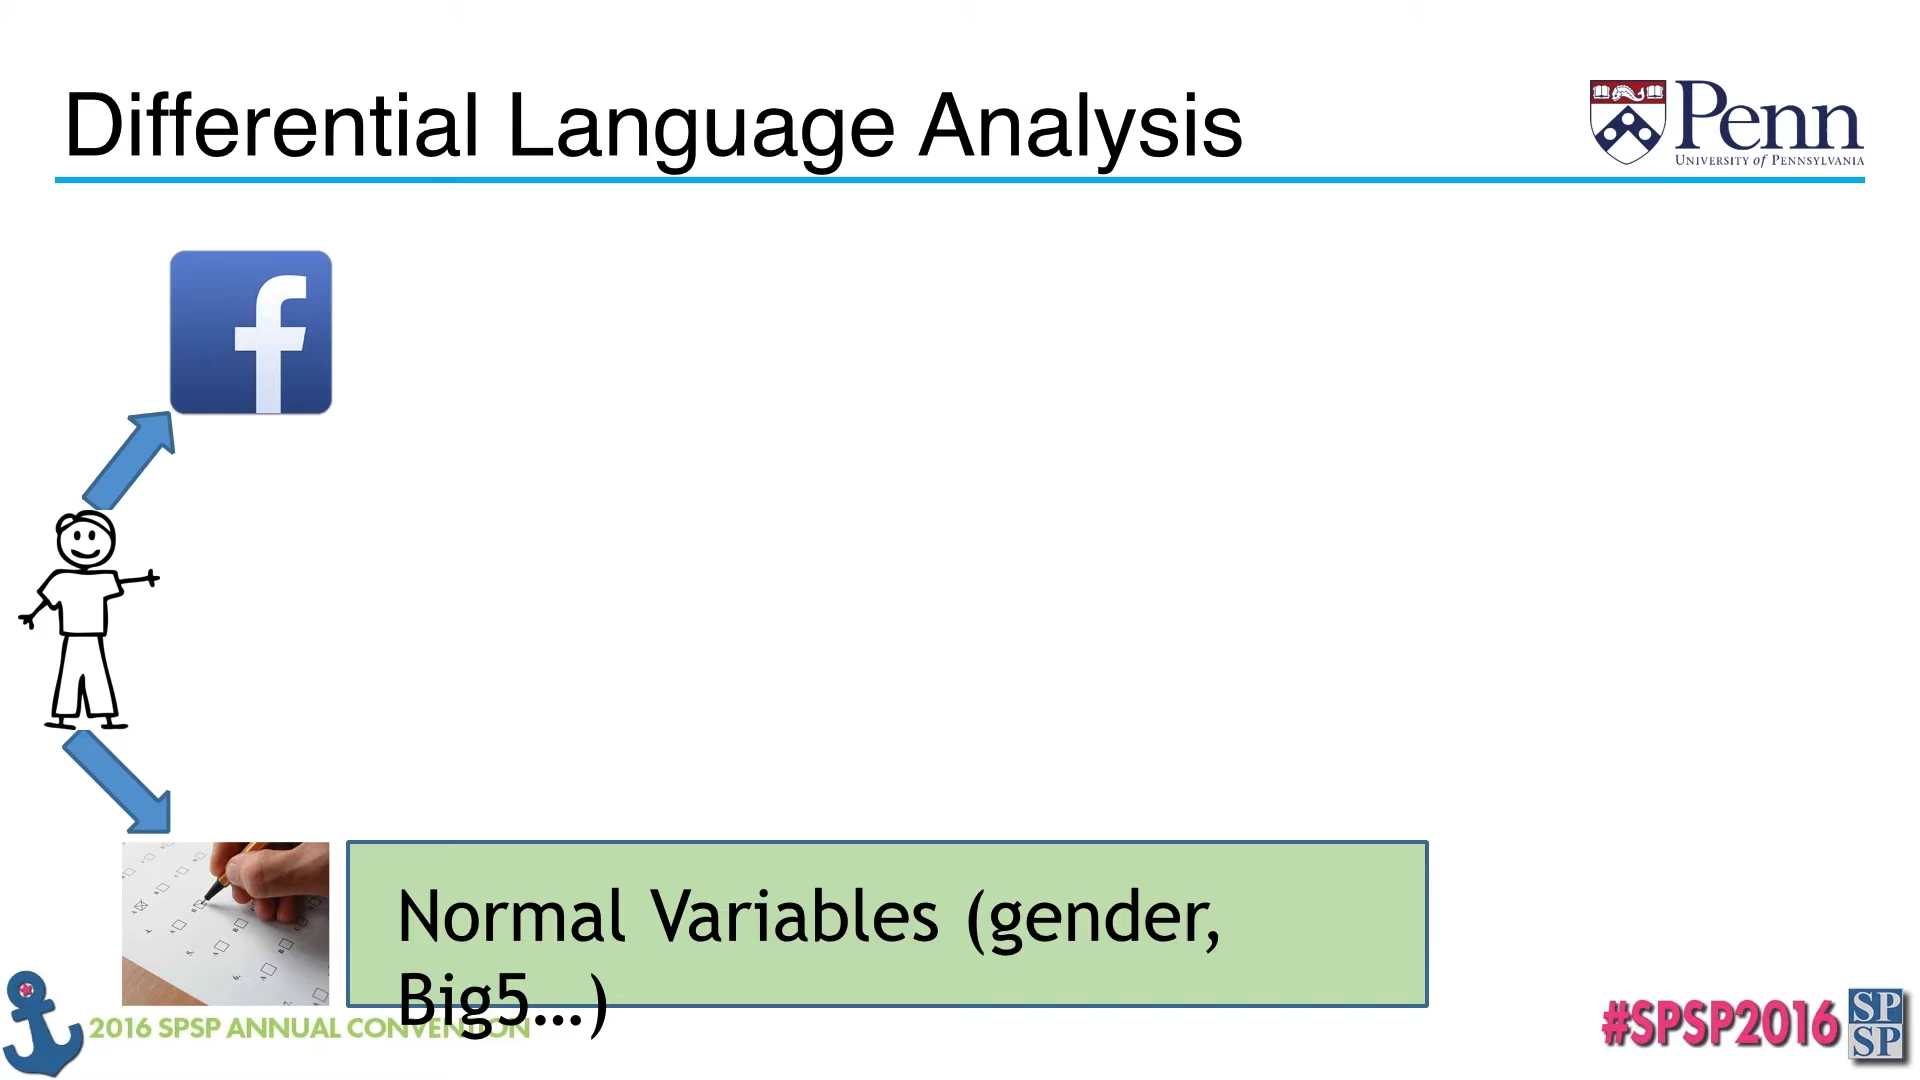 Differential Language Analysis
Penn
UNIVERSITY of PENNSYLVANIA
f
Normal Variables (gender,
Big5...)
2016 SPSP ANNUAL CONVENTION
#SPSP2016
SP
SP